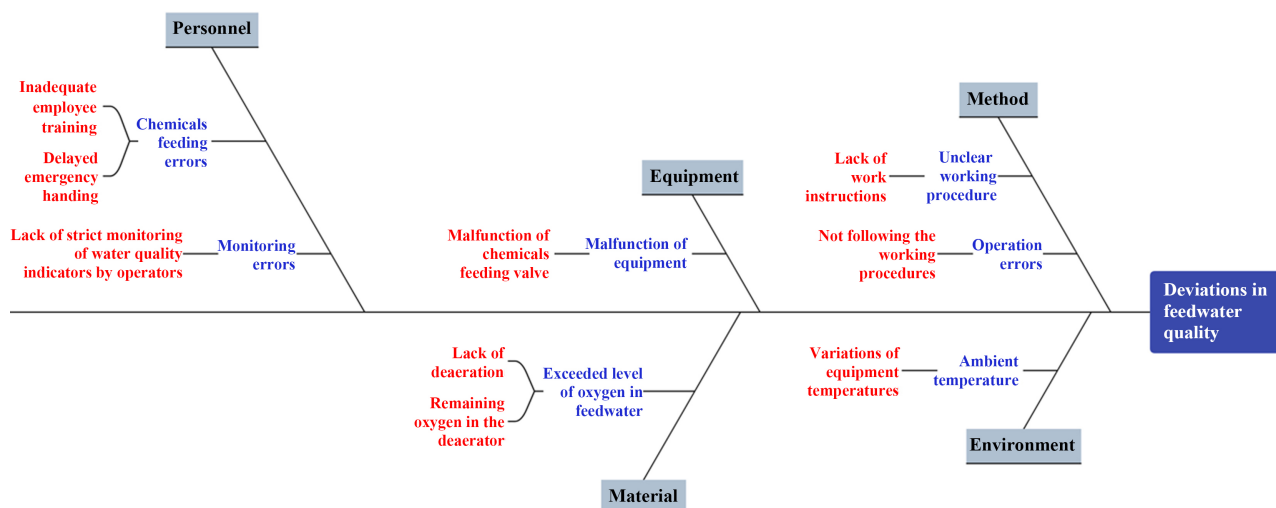 Personnel
Inadequate
employee
training
Delayed
emergency
handing
Chemicals
feeding
errors
Lack of strict monitoring
of water quality
indicators by operators
Monitoring
errors
Equipment
Malfunction of
chemicals
feeding valve
Malfunction of
equipment
Method
Lack of
work
instructions
Unclear
working
procedure
Not following the
working
procedures
Operation
errors
Deviations in
feedwater
quality
Lack of
deaeration
Remaining
oxygen in the
deaerator
Exceeded level
of oxygen in
feedwater
Material
Variations of
equipment
temperatures
Ambient
temperature
Environment